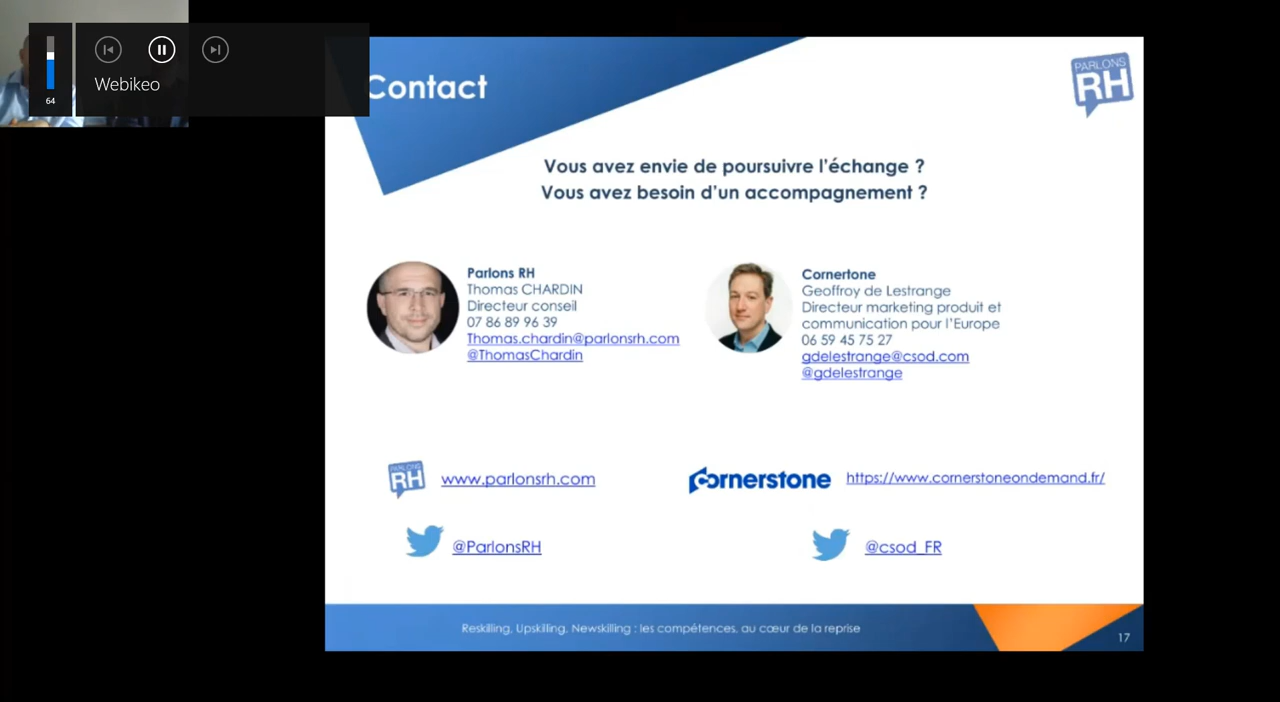 64
Webikeo
Contact
PARLONS
RH
Vous avez envie de poursuivre l'échange ?
Vous avez besoin d'un accompagnement ?
Parlons RH
Thomas CHARDIN
Directeur conseil
07 86 89 96 39
Thomas.chardin@parlonsrh.com
@ThomasChardin
Cornertone
Geoffroy de Lestrange
Directeur marketing produit et
communication pour l'Europe
06 59 45 75 27
gdelestrange@csod.com
@gdelestrange
PARLONS
RH
www.parlonsrh.com
Cornerstone
https://www.cornerstoneondemand.fr/
@ParlonsRH
@csod_FR
Reskilling, Upskilling, Newskilling : les compétences, au cœur de la reprise
17